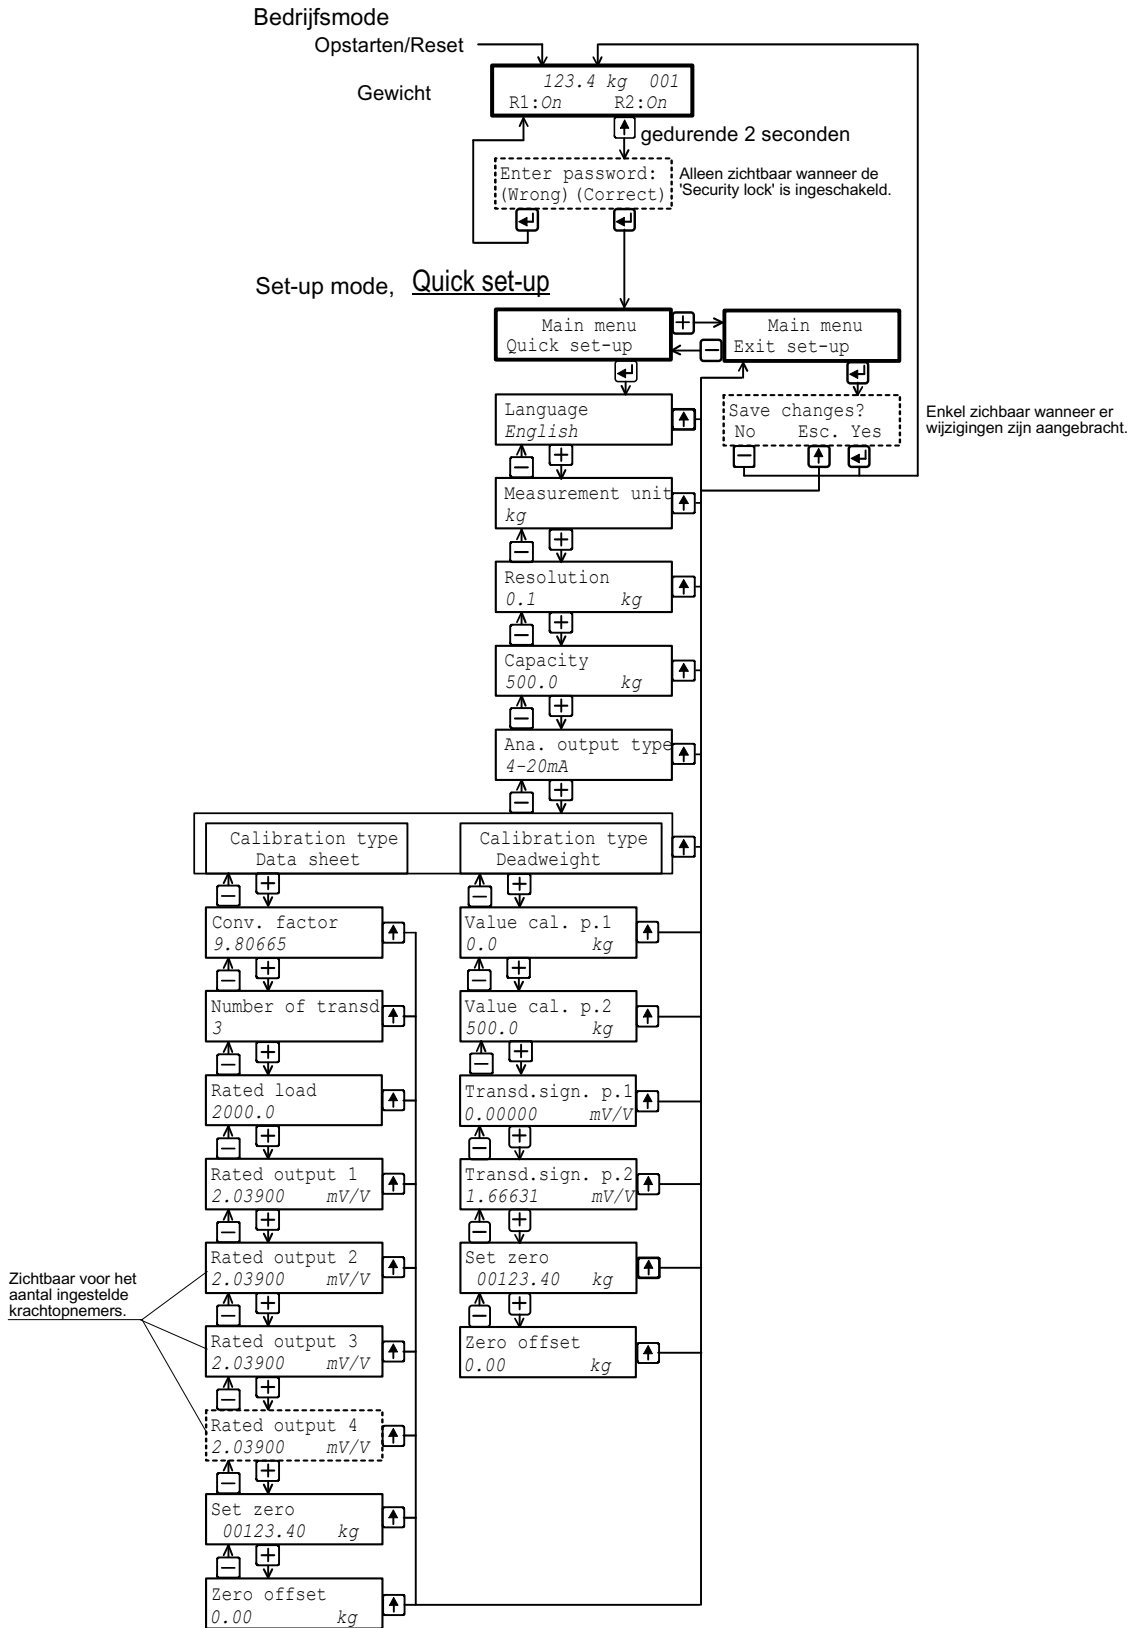 Bedrijfsmode
Opstarten/Reset
Gewicht
123.4 kg 001
R1:On R2:On
gedurende 2 seconden
Enter password:
(Wrong)(Correct)
Alleen zichtbaar wanneer de
'Security lock' is ingeschakeld.
Set-up mode, Quick set-up
Main menu
Quick set-up
Main menu
Exit set-up
Save changes?
No Esc. Yes
Enkel zichbaar wanneer er
wijzigingen zijn aangebracht.
Language
English
Measurement unit
kg
Resolution
0.1 kg
Capacity
500.0 kg
Ana. output type
4-20mA
Calibration type
Data sheet
Calibration type
Deadweight
Conv. factor
9.80665
Number of transd
3
Rated load
2000.0
Rated output 1
2.03900 mV/V
Rated output 2
2.03900 mV/V
Rated output 3
2.03900 mV/V
Rated output 4
2.03900 mV/V
Set zero
00123.40 kg
Zero offset
0.00 kg
Zichtbaar voor het
aantal ingestelde
krachtopnemers.
Value cal. p.1
0.0 kg
Value cal. p.2
500.0 kg
Transd.sign. p.1
0.00000 mV/V
Transd.sign. p.2
1.66631 mV/V
Set zero
00123.40 kg
Zero offset
0.00 kg